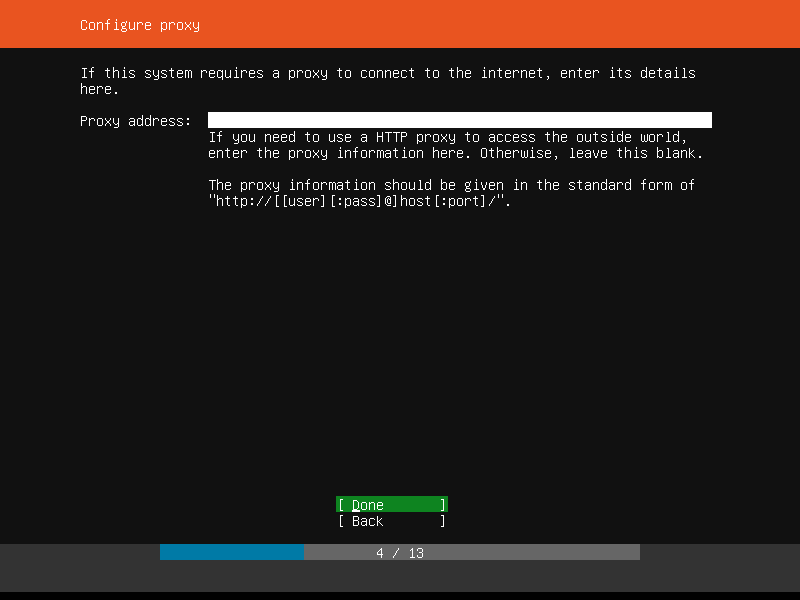 Configure proxy
If this system requires a proxy to connect to the internet, enter its details
here.
Proxy address:
If you need to use a HTTP proxy to access the outside world,
enter the proxy information here. Otherwise, leave this blank.
The proxy information should be given in the standard form of
"http://[[user][:pass]@]host[:port]/".
[ Done ]
[ Back ]
4 / 13